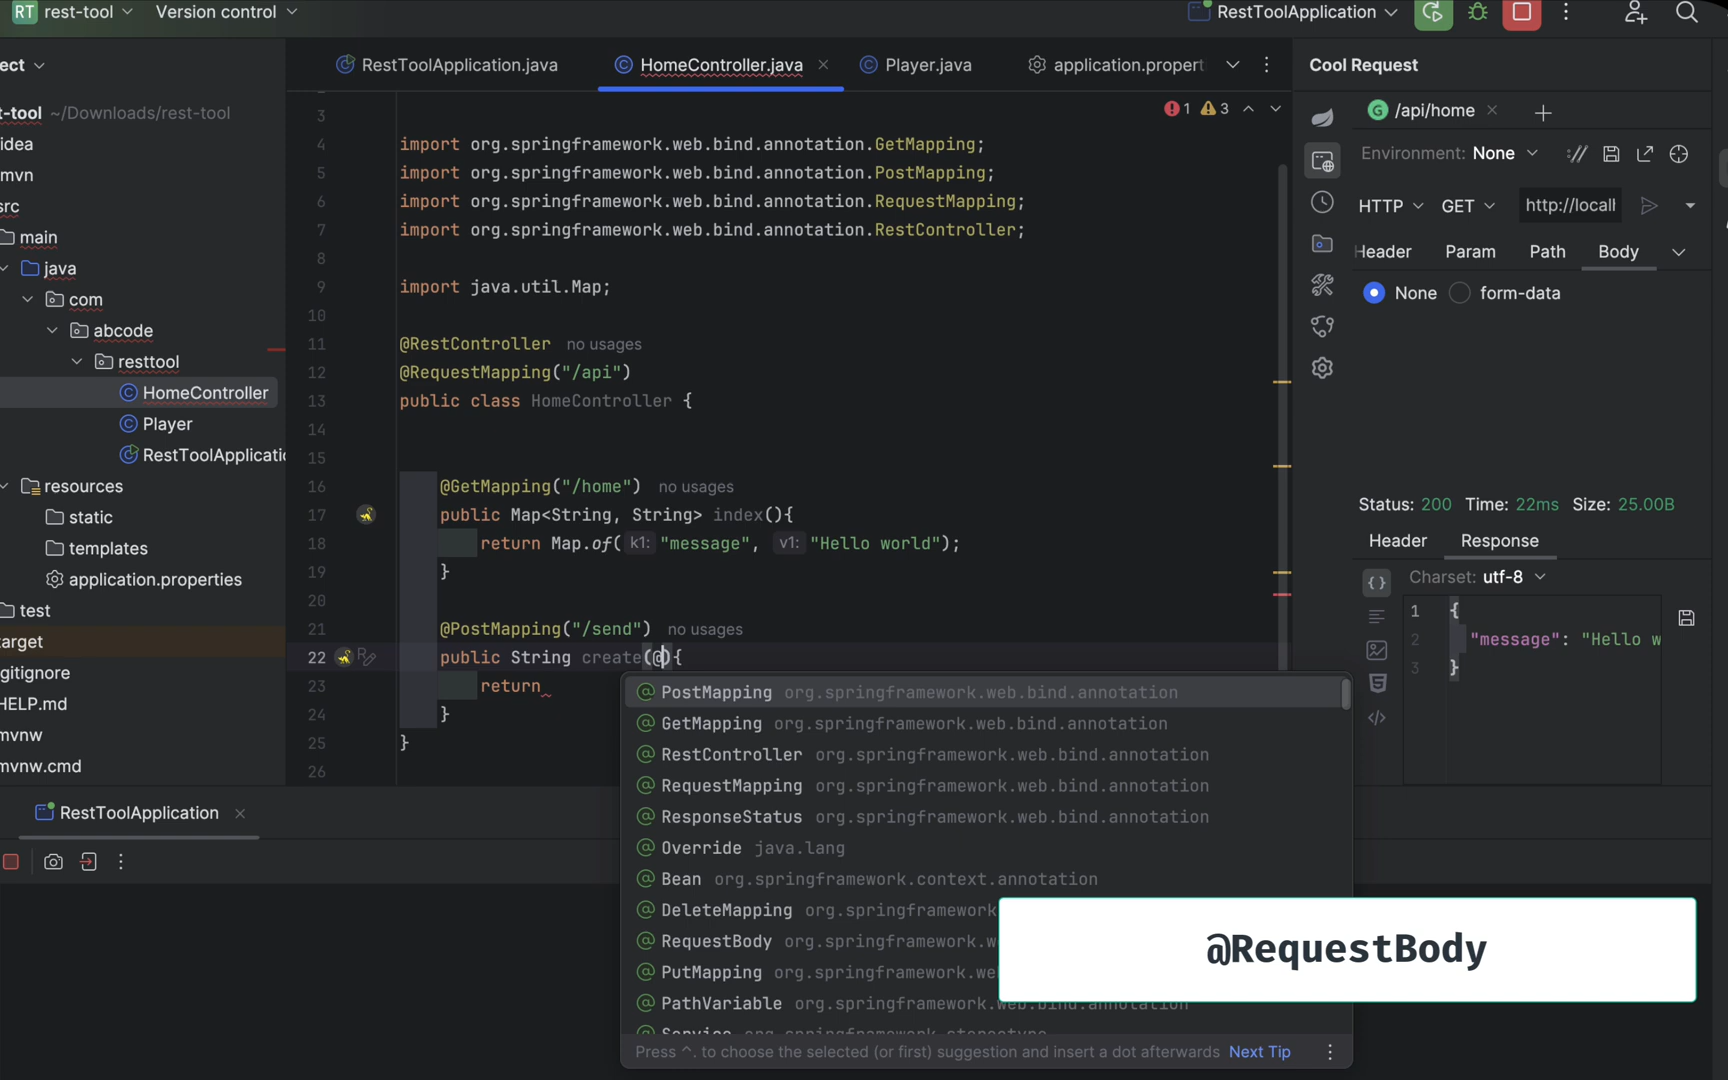 RT rest-tool Version control RestToolApplication
ect
RestToolApplication.java HomeController.java Player.java application.propert
Cool Request
t-tool ~/Downloads/rest-tool
idea
mvn
src
main
java
com
abcode
resttool
HomeController
Player
RestToolApplicatio
resources
static
templates
application.properties
test
target
gitignore
HELP.md
mvnw
mvnw.cmd
1 3
3
4 import org.springframework.web.bind.annotation.GetMapping;
5 import org.springframework.web.bind.annotation.PostMapping;
6 import org.springframework.web.bind.annotation.RequestMapping;
7 import org.springframework.web.bind.annotation.RestController;
8
9 import java.util.Map;
10
11 @RestController no usages
12 @RequestMapping("/api")
13 public class HomeController {
14
15
16 @GetMapping("/home") no usages
17 public Map<String, String> index(){
18 return Map.of( k1: "message", v1: "Hello world");
19 }
20
21 @PostMapping("/send") no usages
22 public String create(@){
23 return
24 }
25 }
26
@ PostMapping org.springframework.web.bind.annotation
@ GetMapping org.springframework.web.bind.annotation
@ RestController org.springframework.web.bind.annotation
@ RequestMapping org.springframework.web.bind.annotation
@ ResponseStatus org.springframework.web.bind.annotation
@ Override java.lang
@ Bean org.springframework.context.annotation
@ DeleteMapping org.springframework
@ RequestBody org.springframework.w
@ PutMapping org.springframework.we
@ PathVariable org.springframework.web.bind.annotation
@ Service org.springframework.stereotype
Press ^. to choose the selected (or first) suggestion and insert a dot afterwards Next Tip
@RequestBody
G /api/home
Environment: None
HTTP GET http://locall
Header Param Path Body
None form-data
Status: 200 Time: 22ms Size: 25.00B
Header Response
Charset: utf-8
1 {
2 "message": "Hello w
3 }
RestToolApplication